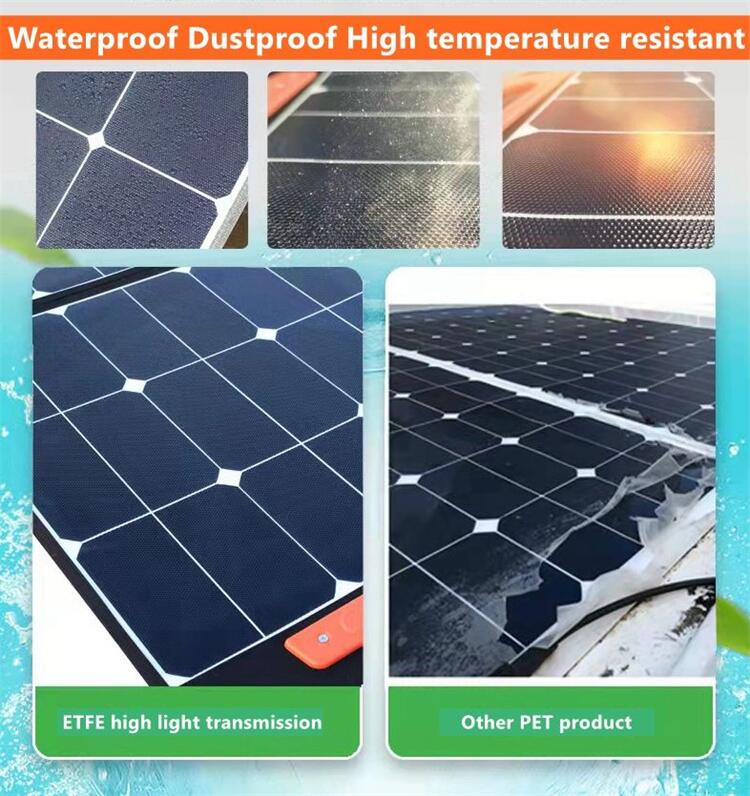 Waterproof Dustproof High temperature resistant
ETFE high light transmission
Other PET product